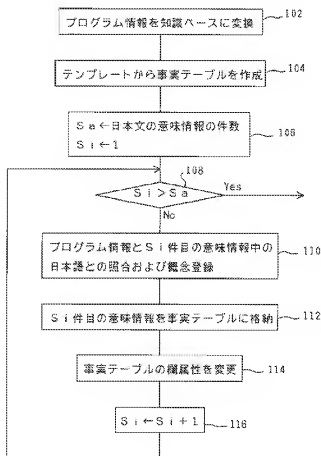 プログラム情報を知識ベースに変換
102
テンプレートから事実テーブルを作成
104
Sa←日本文の意味情報の件数
Si←1
106
108
Si>Sa
Yes
No
プログラム情報とSi件目の意味情報中の
日本語との照合および概念登録
110
Si件目の意味情報を事実テーブルに格納
112
事実テーブルの欄属性を変更
114
Si←Si+1
116